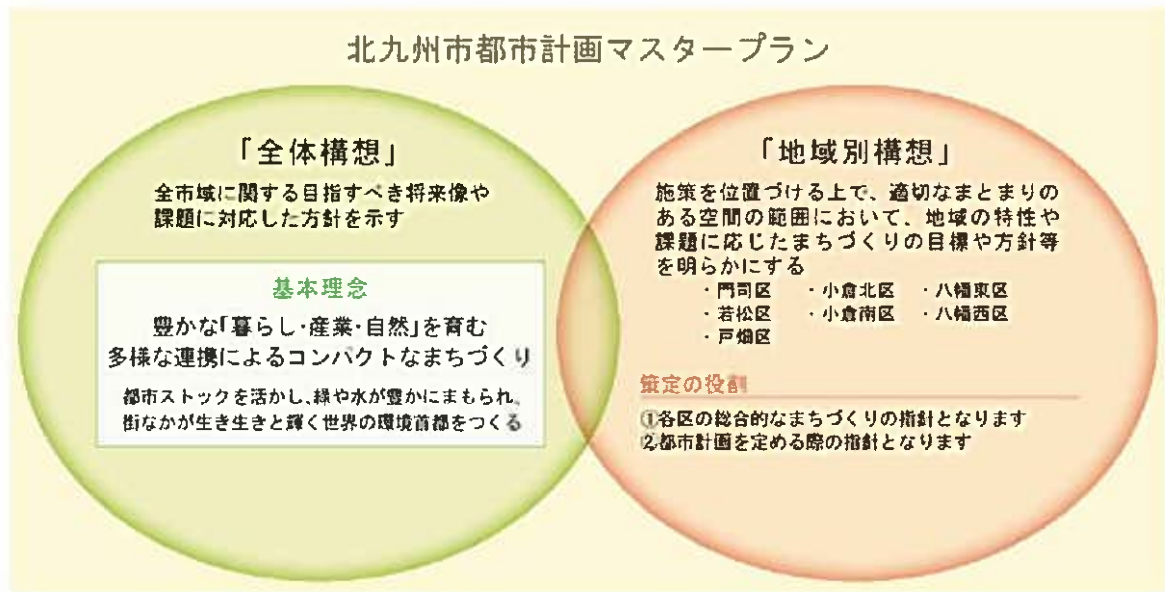 北九州市都市計画マスタープラン
「全体構想」
全市域に関する目指すべき将来像や
課題に対応した方針を示す
基本理念
豊かな「暮らし・産業・自然」を育む
多様な連携によるコンパクトなまちづくり
都市ストックを活かし、緑や水が豊かにまもられ、
街なかが生き生きと輝く世界の環境首都をつくる
「地域別構想」
施策を位置づける上で、適切なまとまりの
ある空間の範囲において、地域の特性や
課題に応じたまちづくりの目標や方針等
を明らかにする
・門司区 ・小倉北区 ・八幡東区
・若松区 ・小倉南区 ・八幡西区
・戸畑区
策定の役割
①各区の総合的なまちづくりの指針となります
②都市計画を定める際の指針となります